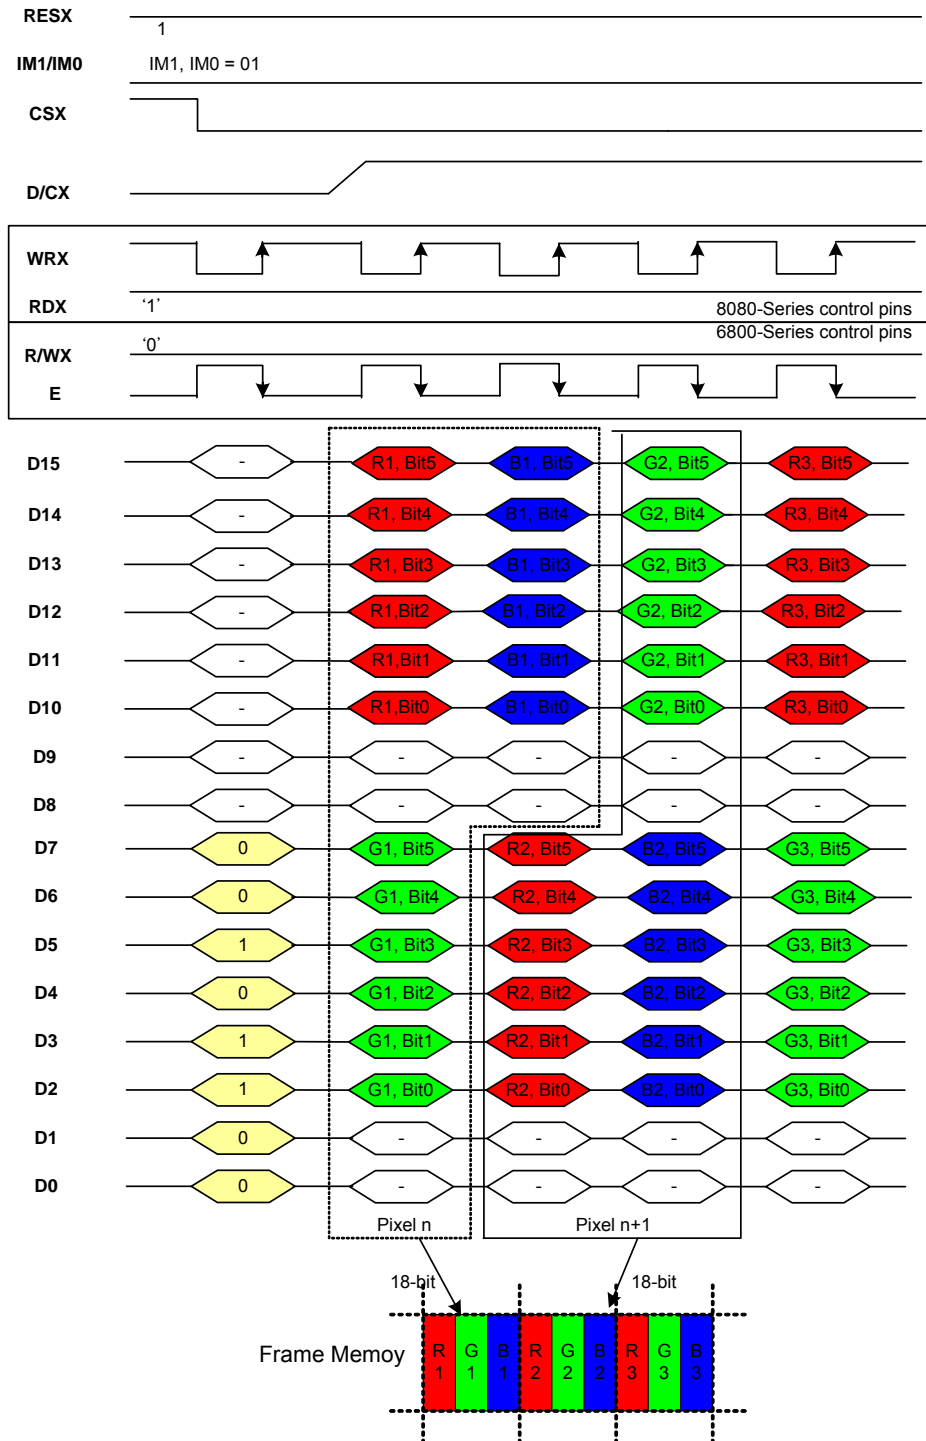 RESX
1
IM1/IM0 IM1, IM0 = 01
CSX
D/CX
WRX
RDX '1' 8080-Series control pins
6800-Series control pins
R/WX '0'
E
D15 - R1, Bit5 B1, Bit5 G2, Bit5 R3, Bit5
D14 - R1, Bit4 B1, Bit4 G2, Bit4 R3, Bit4
D13 - R1, Bit3 B1, Bit3 G2, Bit3 R3, Bit3
D12 - R1,Bit2 B1, Bit2 G2, Bit2 R3, Bit2
D11 - R1,Bit1 B1, Bit1 G2, Bit1 R3, Bit1
D10 - R1,Bit0 B1, Bit0 G2, Bit0 R3, Bit0
D9 - - - - -
D8 - - - - -
D7 0 G1, Bit5 R2, Bit5 B2, Bit5 G3, Bit5
D6 0 G1, Bit4 R2, Bit4 B2, Bit4 G3, Bit4
D5 1 G1, Bit3 R2, Bit3 B2, Bit3 G3, Bit3
D4 0 G1, Bit2 R2, Bit2 B2, Bit2 G3, Bit2
D3 1 G1, Bit1 R2, Bit1 B2, Bit1 G3, Bit1
D2 1 G1, Bit0 R2, Bit0 B2, Bit0 G3, Bit0
D1 0 - - - -
D0 0 - - - -
Pixel n Pixel n+1
18-bit 18-bit
Frame Memoy R G B R G B R G B
1 1 1 2 2 2 3 3 3